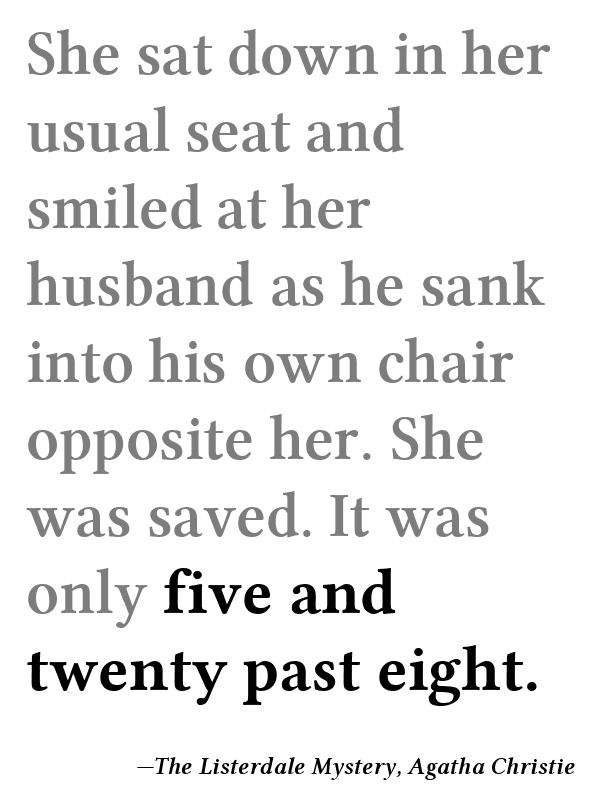 She sat down in her
usual seat and
smiled at her
husband as he sank
into his own chair
opposite her. She
was saved. It was
only five and
twenty past eight.
—The Listerdale Mystery, Agatha Christie